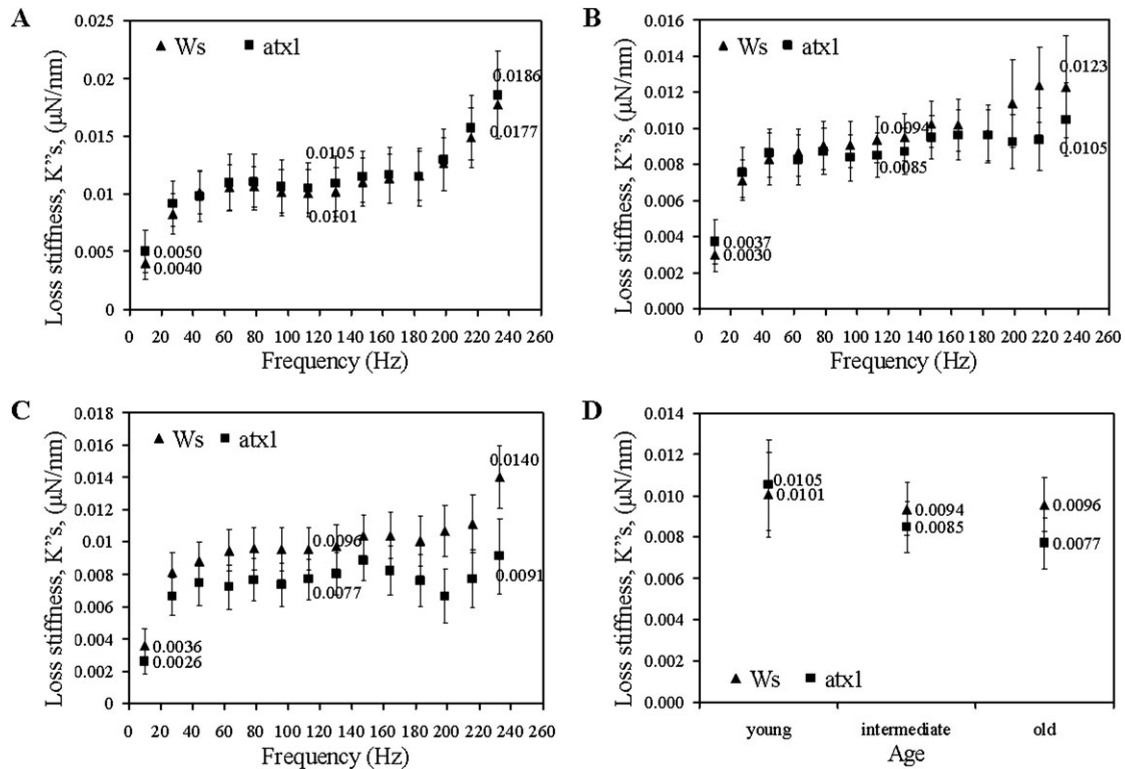 A
Loss stiffness, K”s, (µN/nm)
0.025
0.02
0.015
0.01
0.005
0
Ws atx1
0.0186
0.0177
0.0105
0.0101
0.0050
0.0040
0 20 40 60 80 100 120 140 160 180 200 220 240 260
Frequency (Hz)
B
Loss stiffness, K”s, (µN/nm)
0.016
0.014
0.012
0.010
0.008
0.006
0.004
0.002
0.000
Ws atx1
0.0123
0.0105
0.0094
0.0085
0.0037
0.0030
0 20 40 60 80 100 120 140 160 180 200 220 240 260
Frequency (Hz)
C
Loss stiffness, K”s, (µN/nm)
0.018
0.016
0.014
0.012
0.01
0.008
0.006
0.004
0.002
0
Ws atx1
0.0140
0.0096
0.0077
0.0091
0.0036
0.0026
0 20 40 60 80 100 120 140 160 180 200 220 240 260
Frequency (Hz)
D
Loss stiffness, K”s, (µN/nm)
0.014
0.012
0.010
0.008
0.006
0.004
0.002
0.000
0.0105
0.0101
0.0094
0.0085
0.0096
0.0077
Ws atx1
young intermediate old
Age